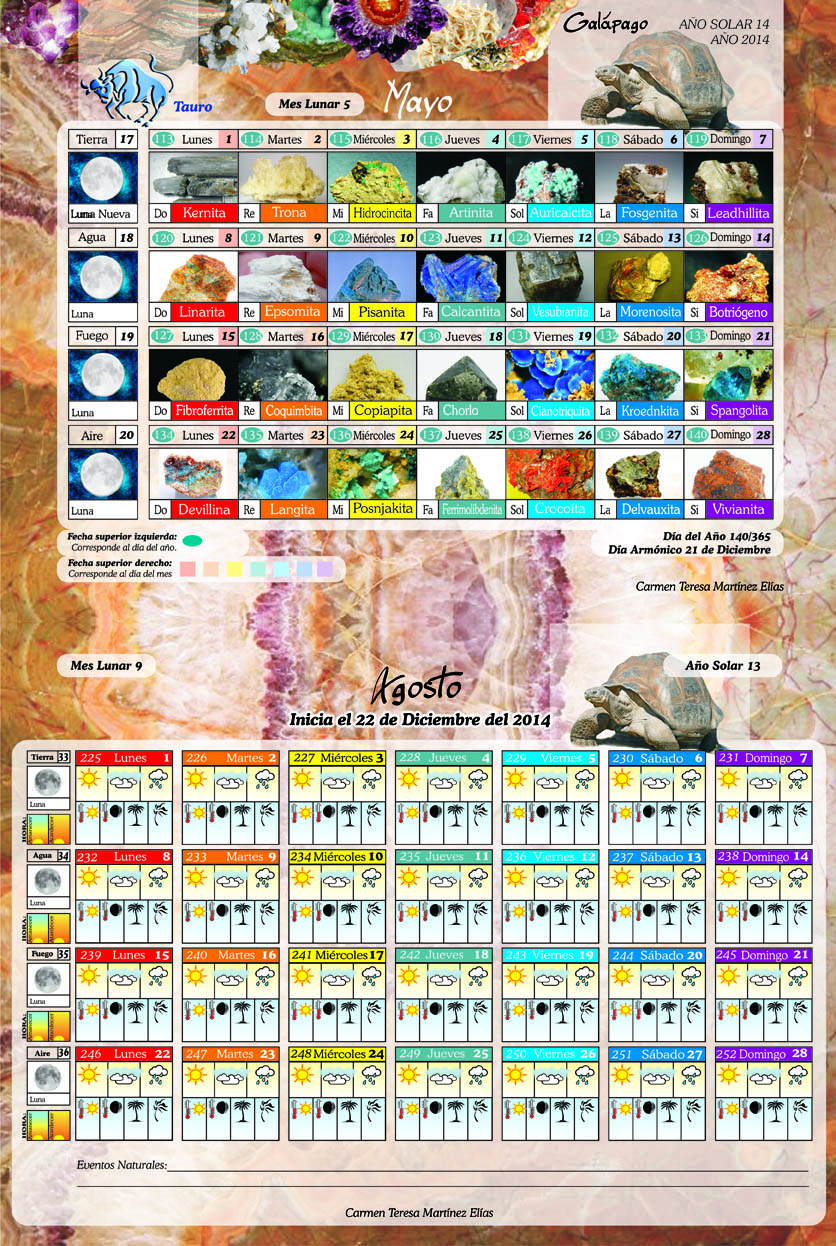 Galápago
AÑO SOLAR 14
AÑO 2014
Tauro
Mes Lunar 5
Mayo
Tierra 17 113 Lunes 1 114 Martes 2 115 Miércoles 3 116 Jueves 4 117 Viernes 5 118 Sábado 6 119 Domingo 7
Luna Nueva Do Kernita Re Trona Mi Hidrocincita Fa Artinita Sol Auricalcita La Fosgenita Si Leadhillita
Agua 18 120 Lunes 8 121 Martes 9 122 Miércoles 10 123 Jueves 11 124 Viernes 12 125 Sábado 13 126 Domingo 14
Luna Do Linarita Re Epsomita Mi Pisanita Fa Calcantita Sol Vesubianita La Morenosita Si Botriógeno
Fuego 19 127 Lunes 15 128 Martes 16 129 Miércoles 17 130 Jueves 18 131 Viernes 19 132 Sábado 20 133 Domingo 21
Luna Do Fibroferrita Re Coquimbita Mi Copiapita Fa Chorlo Sol Cianotriquita La Kroednkita Si Spangolita
Aire 20 134 Lunes 22 135 Martes 23 136 Miércoles 24 137 Jueves 25 138 Viernes 26 139 Sábado 27 140 Domingo 28
Luna Do Devillina Re Langita Mi Posnjakita Fa Ferrimolibdenita Sol Crocoíta La Delvauxita Si Vivianita
Fecha superior izquierda:
Corresponde al día del año.
Día del Año 140/365
Día Armónico 21 de Diciembre
Fecha superior derecho:
Corresponde al día del mes
Carmen Teresa Martínez Elías
Mes Lunar 9
Año Solar 13
Agosto
Inicia el 22 de Diciembre del 2014
Tierra 33 225 Lunes 1 226 Martes 2 227 Miércoles 3 228 Jueves 4 229 Viernes 5 230 Sábado 6 231 Domingo 7
Luna
HORA: Amanecer Atardecer
Agua 34 232 Lunes 8 233 Martes 9 234 Miércoles 10 235 Jueves 11 236 Viernes 12 237 Sábado 13 238 Domingo 14
Luna
HORA: Amanecer Atardecer
Fuego 35 239 Lunes 15 240 Martes 16 241 Miércoles 17 242 Jueves 18 243 Viernes 19 244 Sábado 20 245 Domingo 21
Luna
HORA: Amanecer Atardecer
Aire 36 246 Lunes 22 247 Martes 23 248 Miércoles 24 249 Jueves 25 250 Viernes 26 251 Sábado 27 252 Domingo 28
Luna
HORA: Amanecer Atardecer
Eventos Naturales:
Carmen Teresa Martínez Elías